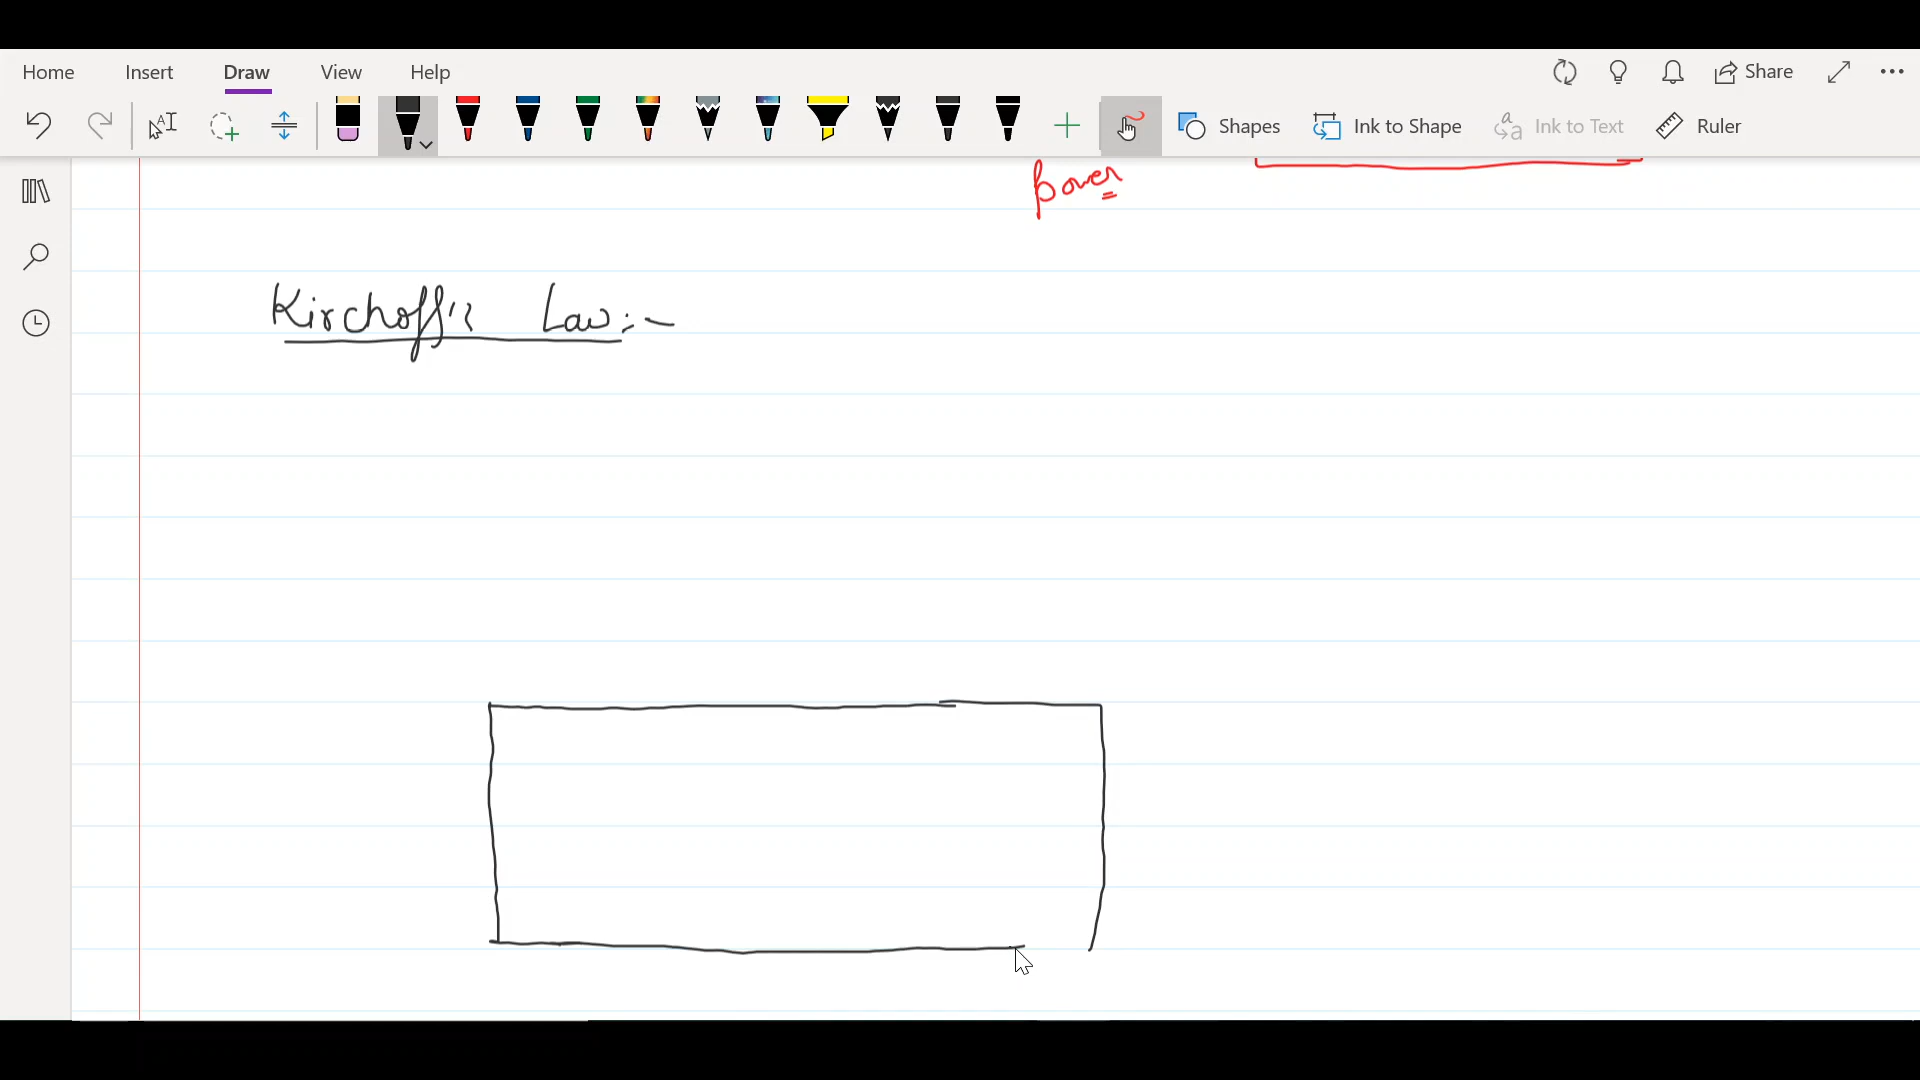 Home Insert Draw View Help Share
Shapes Ink to Shape Ink to Text Ruler
Power
Kirchoff's Law :-